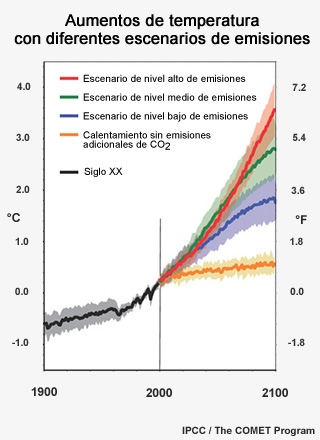 Aumentos de temperatura
con diferentes escenarios de emisiones
4.0
3.0
2.0
°C
1.0
0.0
-1.0
Escenario de nivel alto de emisiones
Escenario de nivel medio de emisiones
Escenario de nivel bajo de emisiones
Calentamiento sin emisiones
adicionales de CO2
Siglo XX
7.2
5.4
3.6
°F
1.8
0.0
-1.8
1900 2000 2100
IPCC / The COMET Program